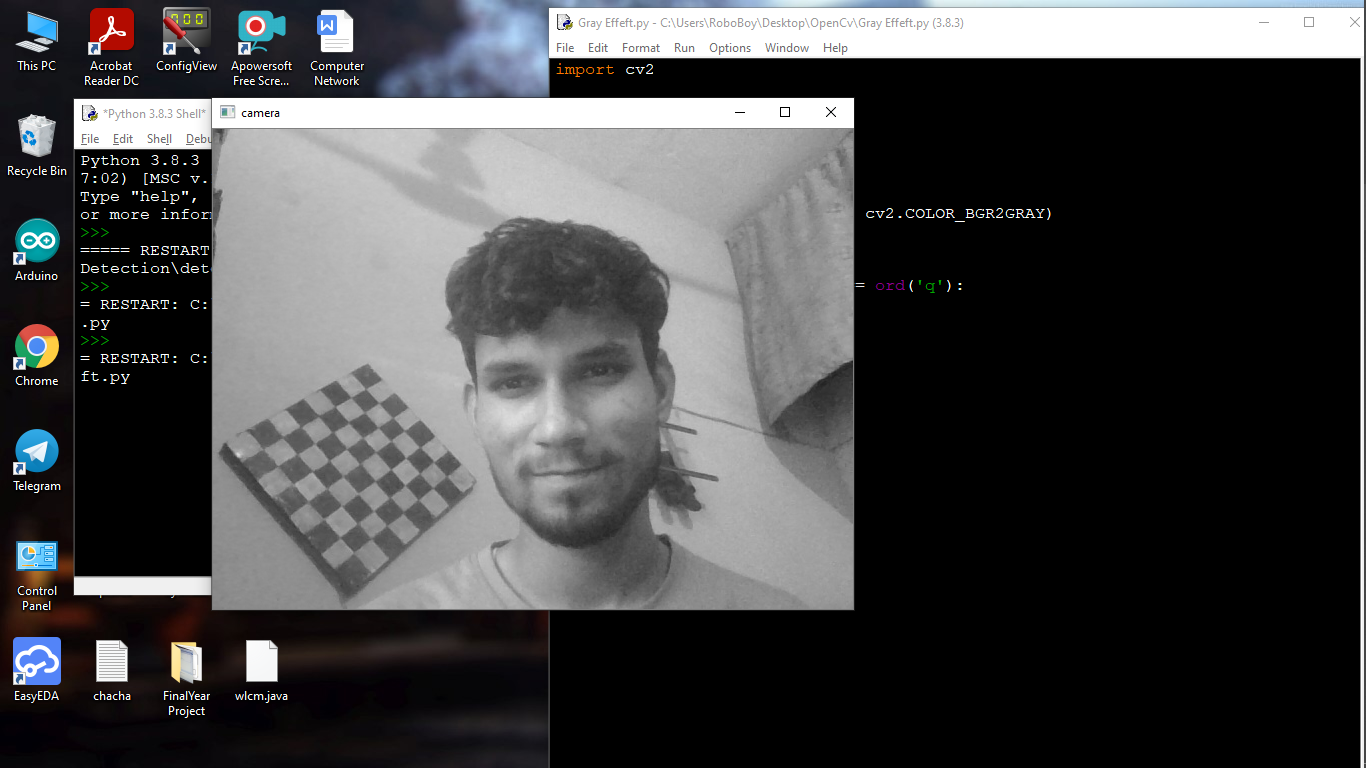 This PC
Acrobat
Reader DC
ConfigView
Apowersoft
Free Scre...
Computer
Network
Recycle Bin
Arduino
Chrome
Telegram
Control
Panel
EasyEDA
chacha
FinalYear
Project
wlcm.java
*Python 3.8.3 Shell*
File Edit Shell Debu
Python 3.8.3
7:02) [MSC v.
Type "help",
or more infor
>>>
===== RESTART
Detection\dete
>>>
= RESTART: C:
.py
>>>
= RESTART: C:
ft.py
camera
Gray Effeft.py - C:\Users\RoboBoy\Desktop\OpenCv\Gray Effeft.py (3.8.3)
File Edit Format Run Options Window Help
import cv2
cv2.COLOR_BGR2GRAY)
= ord('q'):